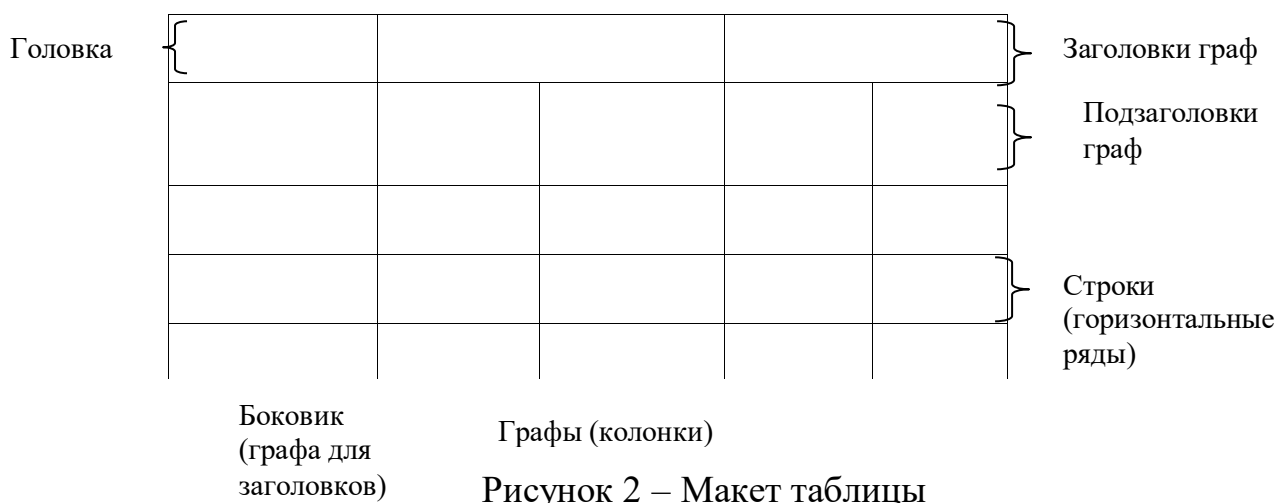 Головка
Заголовки граф
Подзаголовки
граф
Строки
(горизонтальные
ряды)
Боковик
(графа для
заголовков)
Графы (колонки)
Рисунок 2 – Макет таблицы